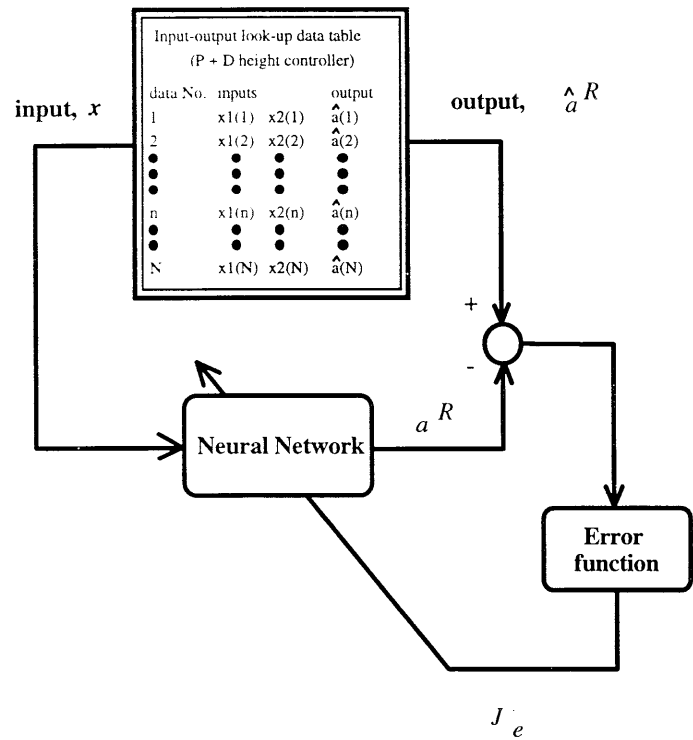 Input-output look-up data table
(P + D height controller)
data No. inputs output
1 x1(1) x2(1) â(1)
2 x1(2) x2(2) â(2)
n x1(n) x2(n) â(n)
N x1(N) x2(N) â(N)
input, x
output, â R
+
-
Neural Network
a R
Error
function
J e